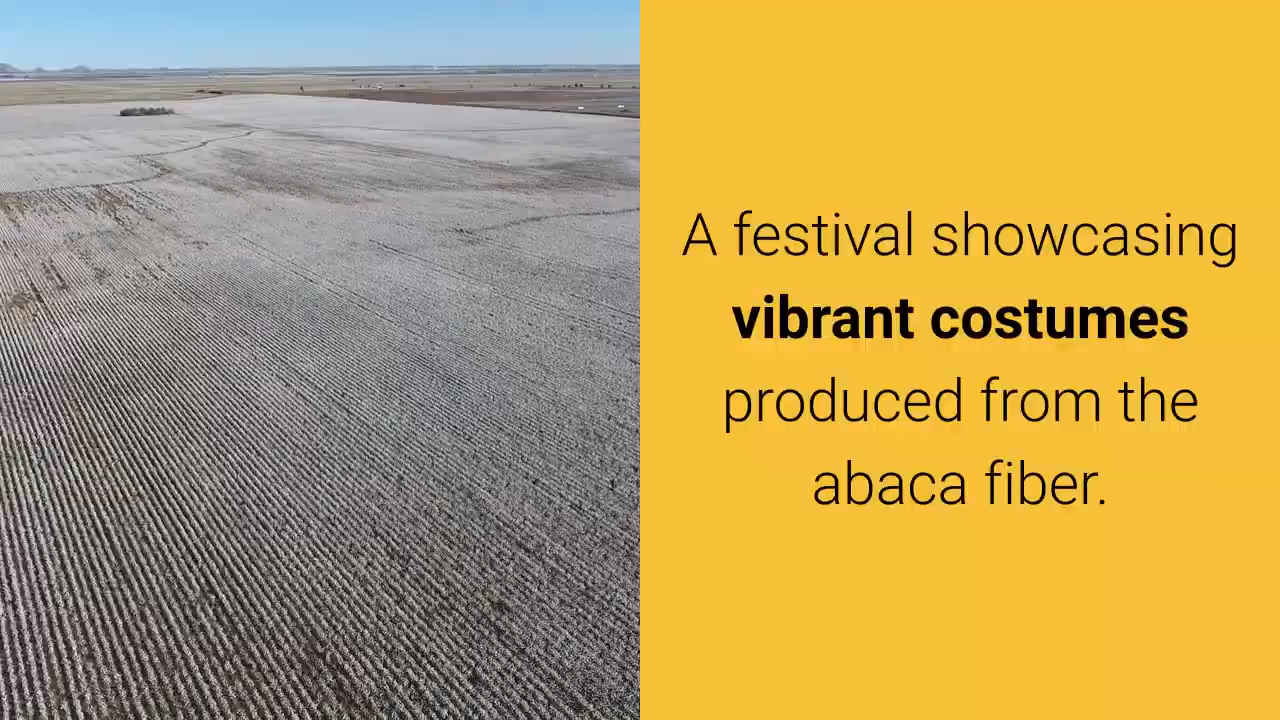 A festival showcasing
vibrant costumes
produced from the
abaca fiber.